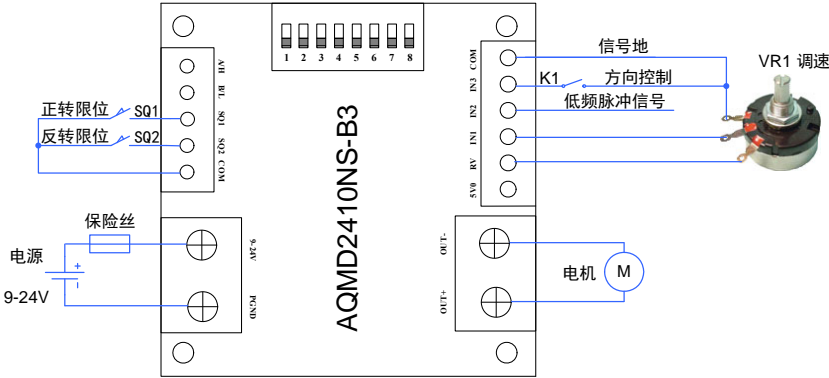 1 2 3 4 5 6 7 8
AQMD2410NS-B3
A/H
B/L
SQ1
SQ2
COM
正转限位 SQ1
反转限位 SQ2
保险丝
电源
9-24V
+
-
9-24V
PGND
COM
IN3
IN2
IN1
RV
5V0
信号地
K1 方向控制
低频脉冲信号
VR1 调速
OUT-
OUT+
电机 M